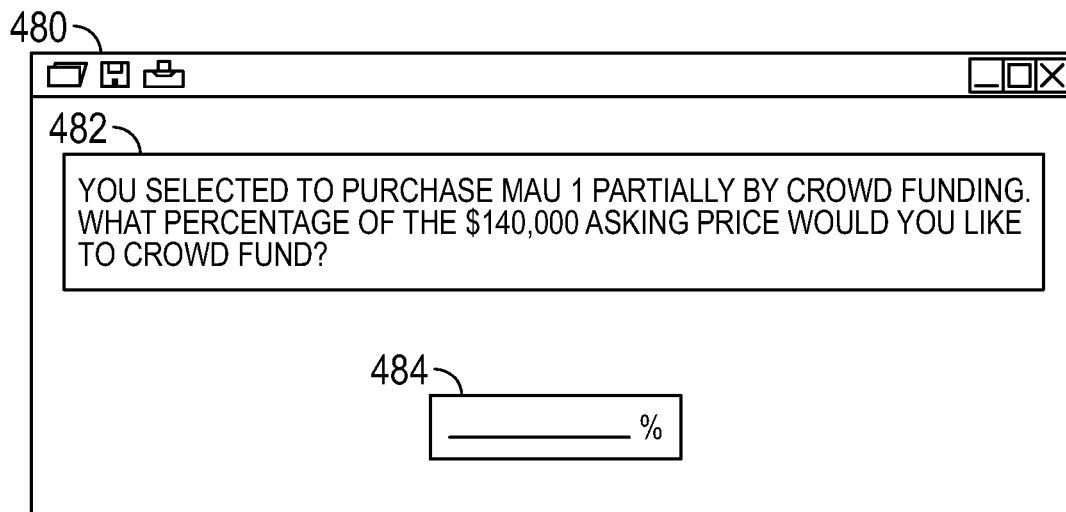 480
482
YOU SELECTED TO PURCHASE MAU 1 PARTIALLY BY CROWD FUNDING.
WHAT PERCENTAGE OF THE $140,000 ASKING PRICE WOULD YOU LIKE
TO CROWD FUND?
484
%